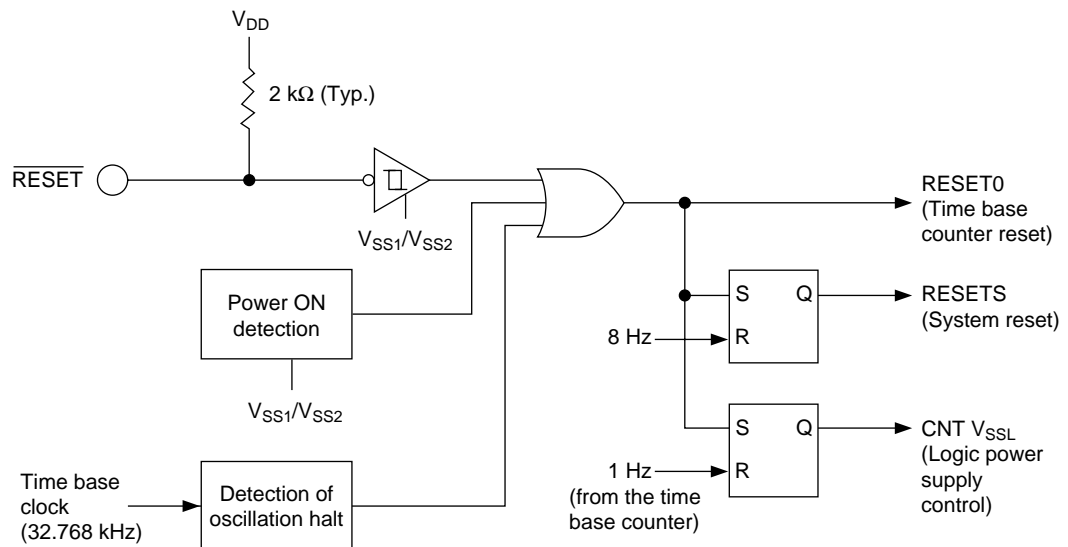 VDD
2 kΩ (Typ.)
RESET
VSS1/VSS2
Power ON
detection
VSS1/VSS2
Time base
clock
(32.768 kHz)
Detection of
oscillation halt
RESET0
(Time base
counter reset)
S
Q
R
8 Hz
RESETS
(System reset)
S
Q
R
1 Hz
(from the time
base counter)
CNT VSSL
(Logic power
supply
control)